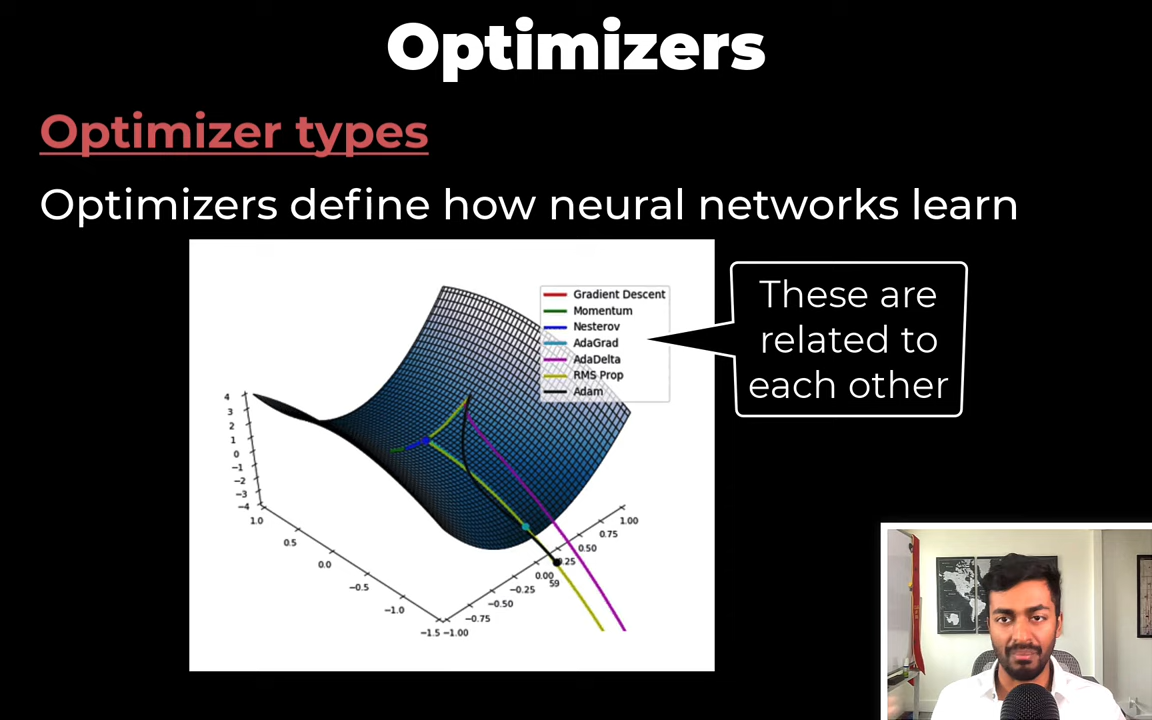 Optimizers
Optimizer types
Optimizers define how neural networks learn
Gradient Descent
Momentum
Nesterov
AdaGrad
AdaDelta
RMS Prop
Adam
These are
related to
each other
4
3
2
1
0
−1
−2
−3
−4
1.0
0.5
0.0
−0.5
−1.0
−1.5
−1.00
−0.75
−0.50
−0.25
0.00
0.25
0.50
0.75
1.00
59